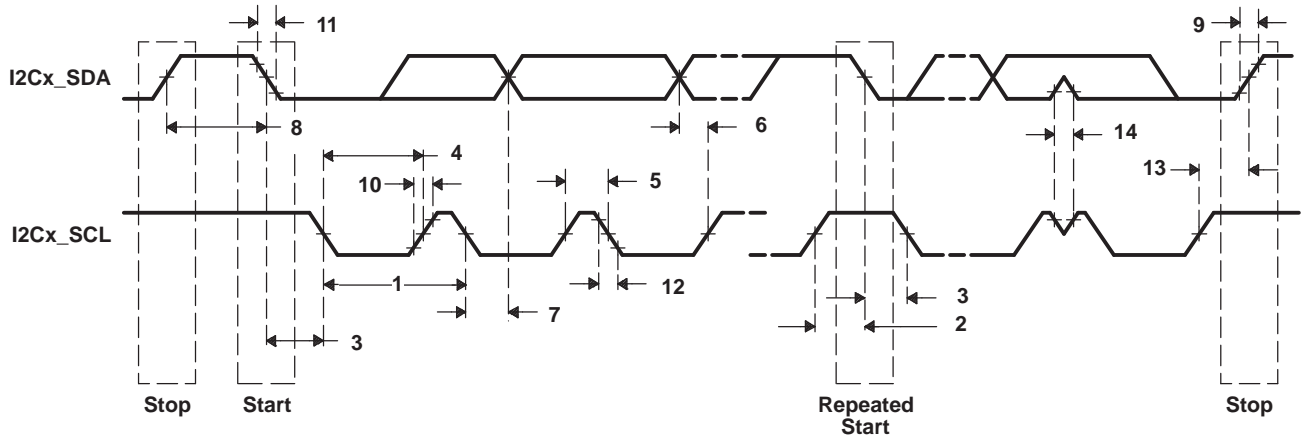 11
9
I2Cx_SDA
8
6
14
4
10
5
13
I2Cx_SCL
1
12
7
3
2
3
Stop
Start
Repeated
Start
Stop